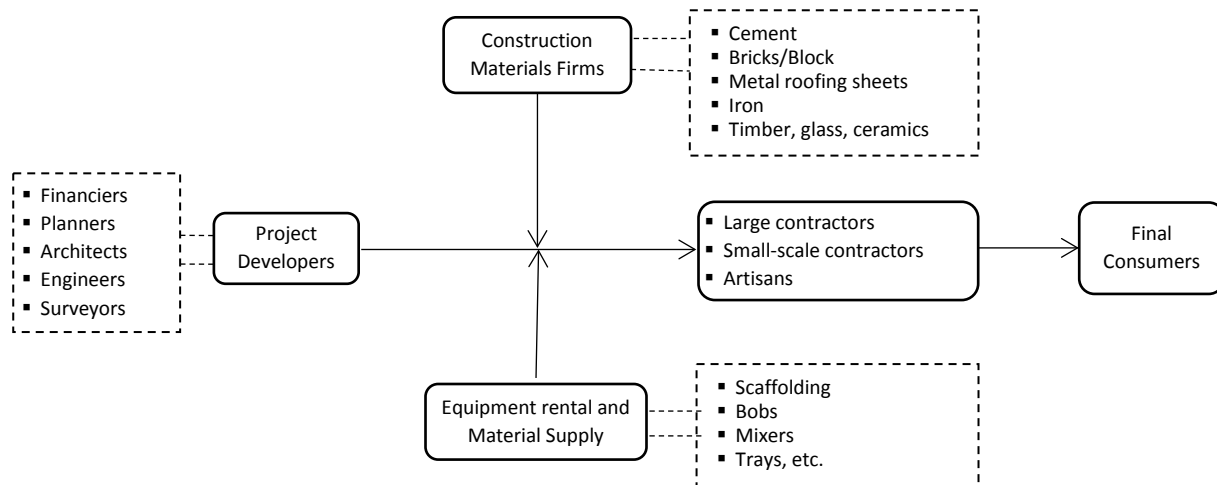 Construction
Materials Firms
▪ Cement
▪ Bricks/Block
▪ Metal roofing sheets
▪ Iron
▪ Timber, glass, ceramics
▪ Financiers
▪ Planners
▪ Architects
▪ Engineers
▪ Surveyors
Project
Developers
▪ Large contractors
▪ Small-scale contractors
▪ Artisans
Final
Consumers
Equipment rental and
Material Supply
▪ Scaffolding
▪ Bobs
▪ Mixers
▪ Trays, etc.